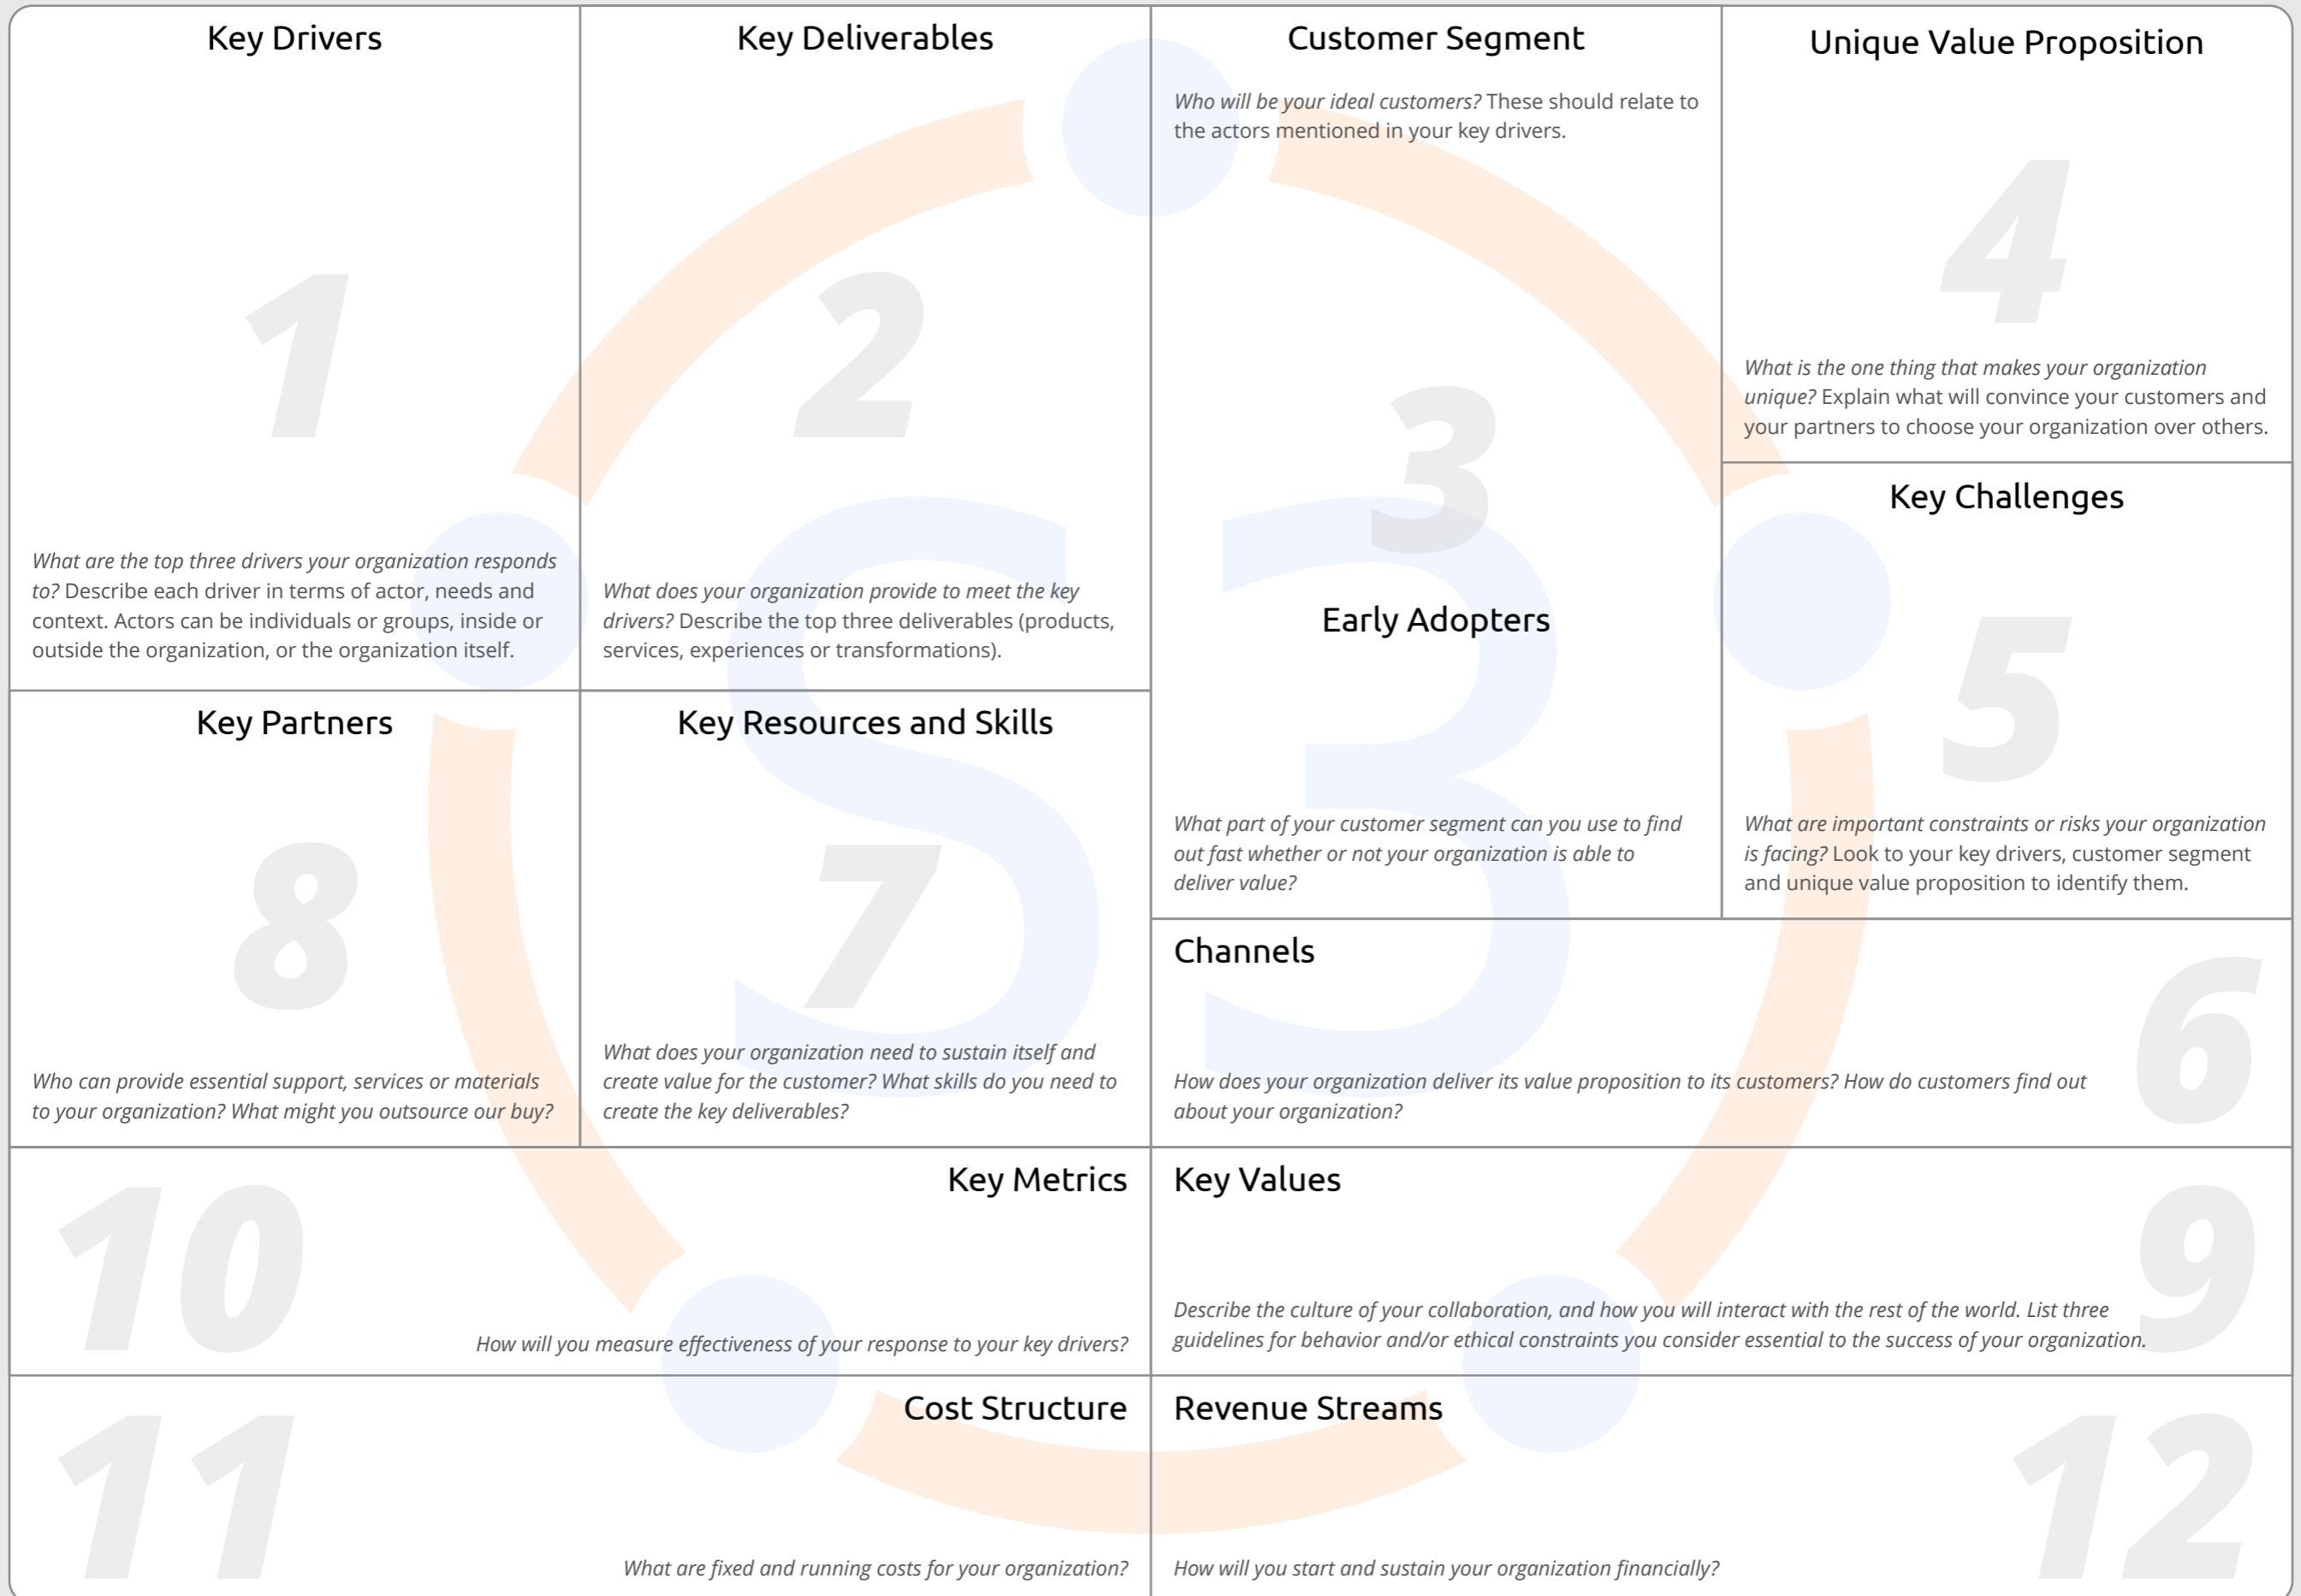 Key Drivers
1
What are the top three drivers your organization responds
to? Describe each driver in terms of actor, needs and
context. Actors can be individuals or groups, inside or
outside the organization, or the organization itself.
Key Deliverables
2
What does your organization provide to meet the key
drivers? Describe the top three deliverables (products,
services, experiences or transformations).
Customer Segment
Who will be your ideal customers? These should relate to
the actors mentioned in your key drivers.
3
Early Adopters
What part of your customer segment can you use to find
out fast whether or not your organization is able to
deliver value?
Unique Value Proposition
4
What is the one thing that makes your organization
unique? Explain what will convince your customers and
your partners to choose your organization over others.
Key Challenges
5
What are important constraints or risks your organization
is facing? Look to your key drivers, customer segment
and unique value proposition to identify them.
Channels
6
How does your organization deliver its value proposition to its customers? How do customers find out
about your organization?
Key Resources and Skills
7
What does your organization need to sustain itself and
create value for the customer? What skills do you need to
create the key deliverables?
Key Partners
8
Who can provide essential support, services or materials
to your organization? What might you outsource our buy?
Key Values
9
Describe the culture of your collaboration, and how you will interact with the rest of the world. List three
guidelines for behavior and/or ethical constraints you consider essential to the success of your organization.
Key Metrics
10
How will you measure effectiveness of your response to your key drivers?
Cost Structure
11
What are fixed and running costs for your organization?
Revenue Streams
12
How will you start and sustain your organization financially?
S3